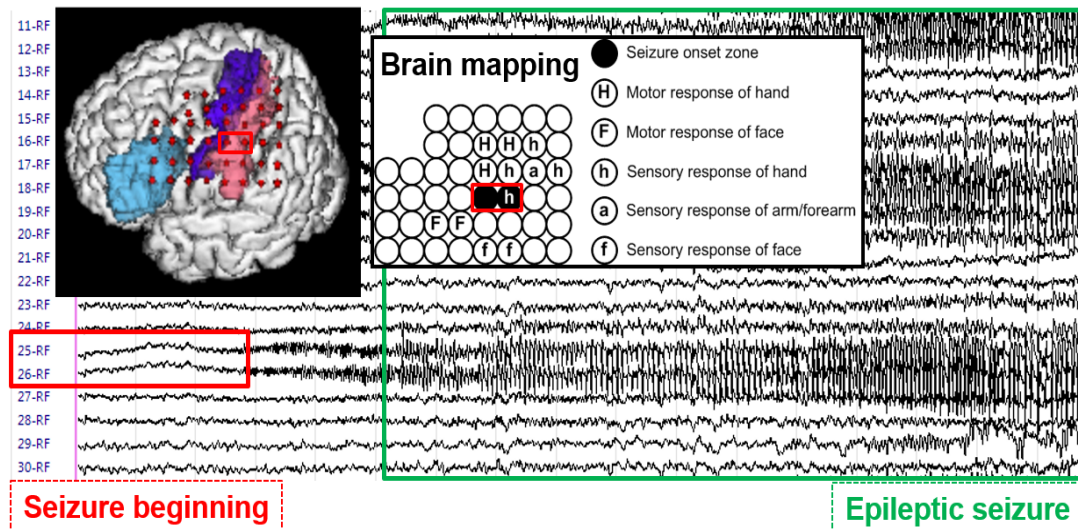 11-RF
12-RF
13-RF
14-RF
15-RF
16-RF
17-RF
18-RF
19-RF
20-RF
21-RF
22-RF
23-RF
24-RF
25-RF
26-RF
27-RF
28-RF
29-RF
30-RF
Brain mapping
H H h
H h a h
h
F F
f f
Seizure onset zone
H Motor response of hand
F Motor response of face
h Sensory response of hand
a Sensory response of arm/forearm
f Sensory response of face
Seizure beginning
Epileptic seizure